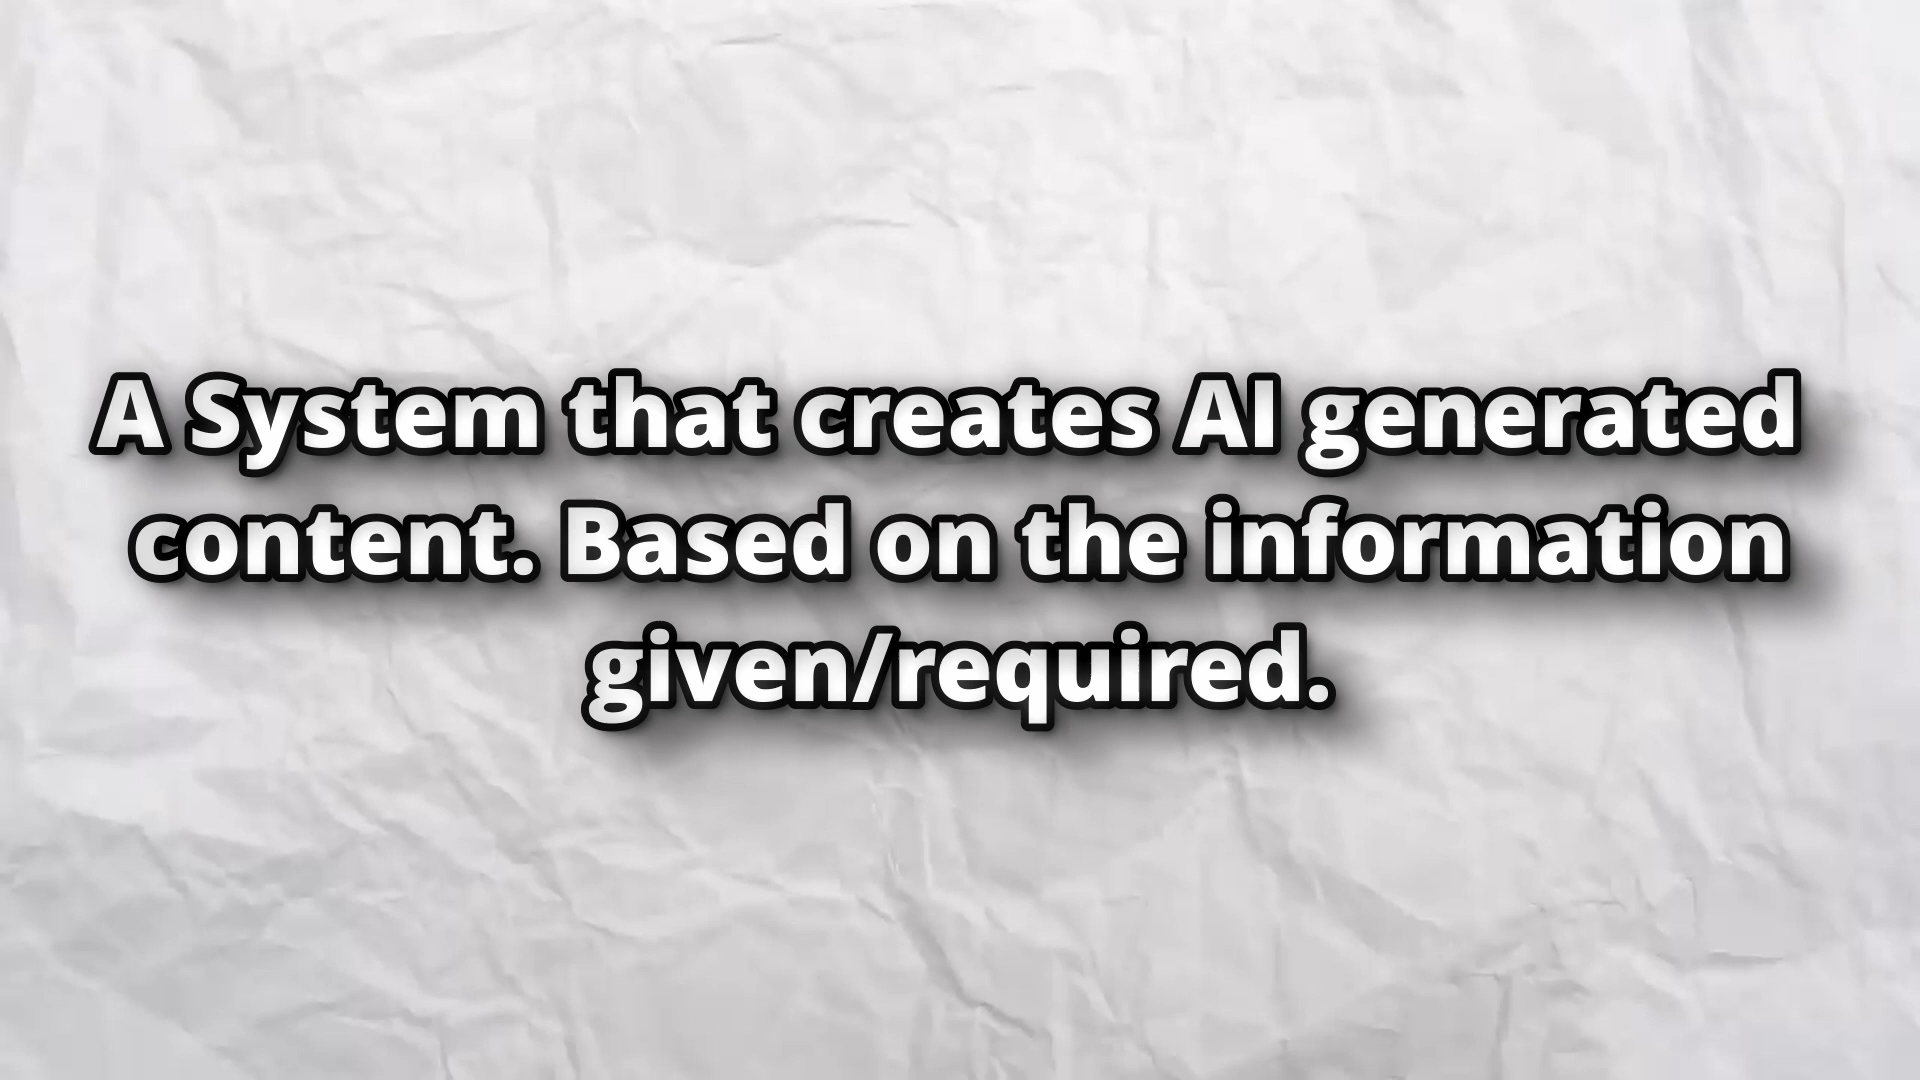 A System that creates AI generated
content. Based on the information
given/required.